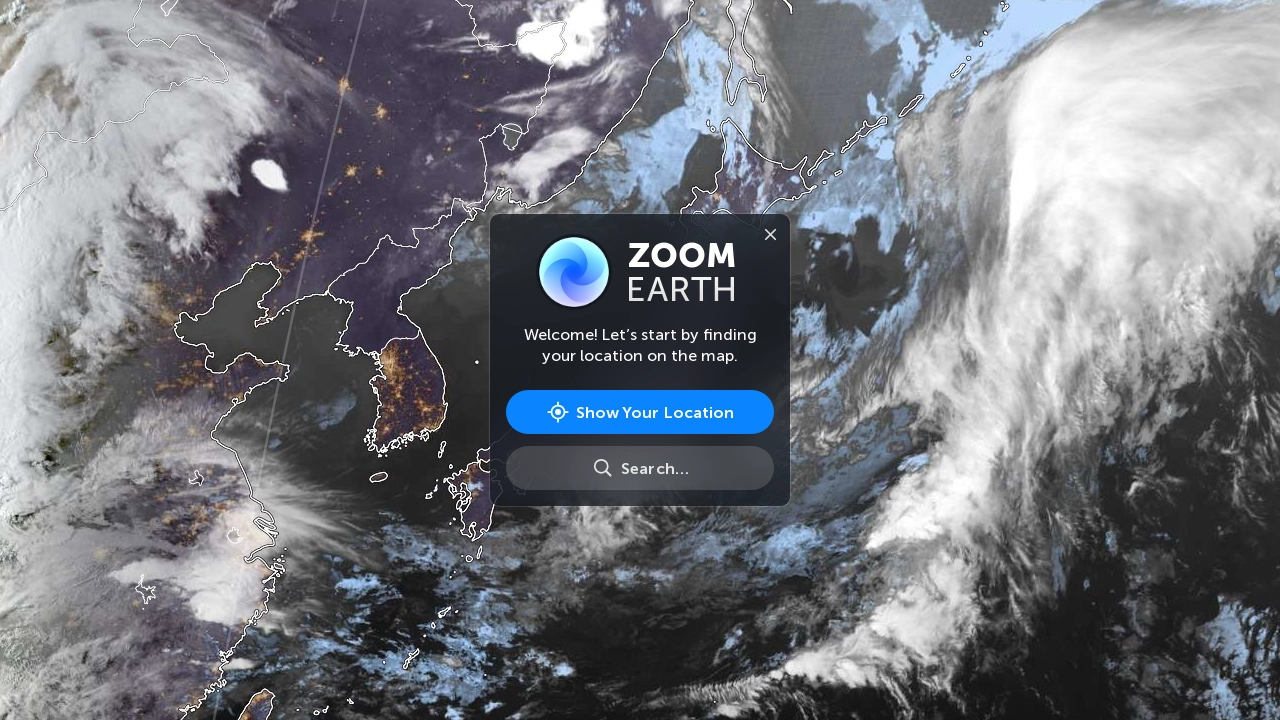 ZOOM
EARTH
Welcome! Let’s start by finding
your location on the map.
Show Your Location
Search…